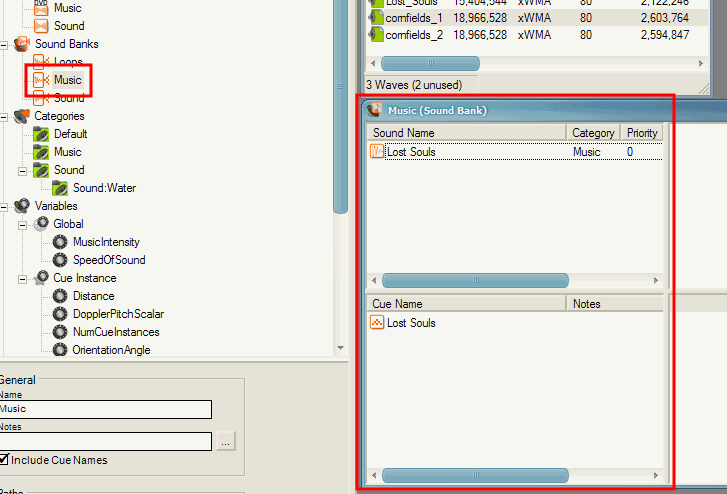 Music
Sound
Sound Banks
Loops
Music
Sound
Categories
Default
Music
Sound
Sound:Water
Variables
Global
MusicIntensity
SpeedOfSound
Cue Instance
Distance
DopplerPitchScalar
NumCueInstances
OrientationAngle
General
Name
Music
Notes
...
Include Cue Names
Lost_Souls 15,404,544 xWMA 80 2,122,246
cornfields_1 18,966,528 xWMA 80 2,603,764
cornfields_2 18,966,528 xWMA 80 2,594,847
3 Waves (2 unused)
Music (Sound Bank)
Sound Name Category Priority
Lost Souls Music 0
Cue Name Notes
Lost Souls